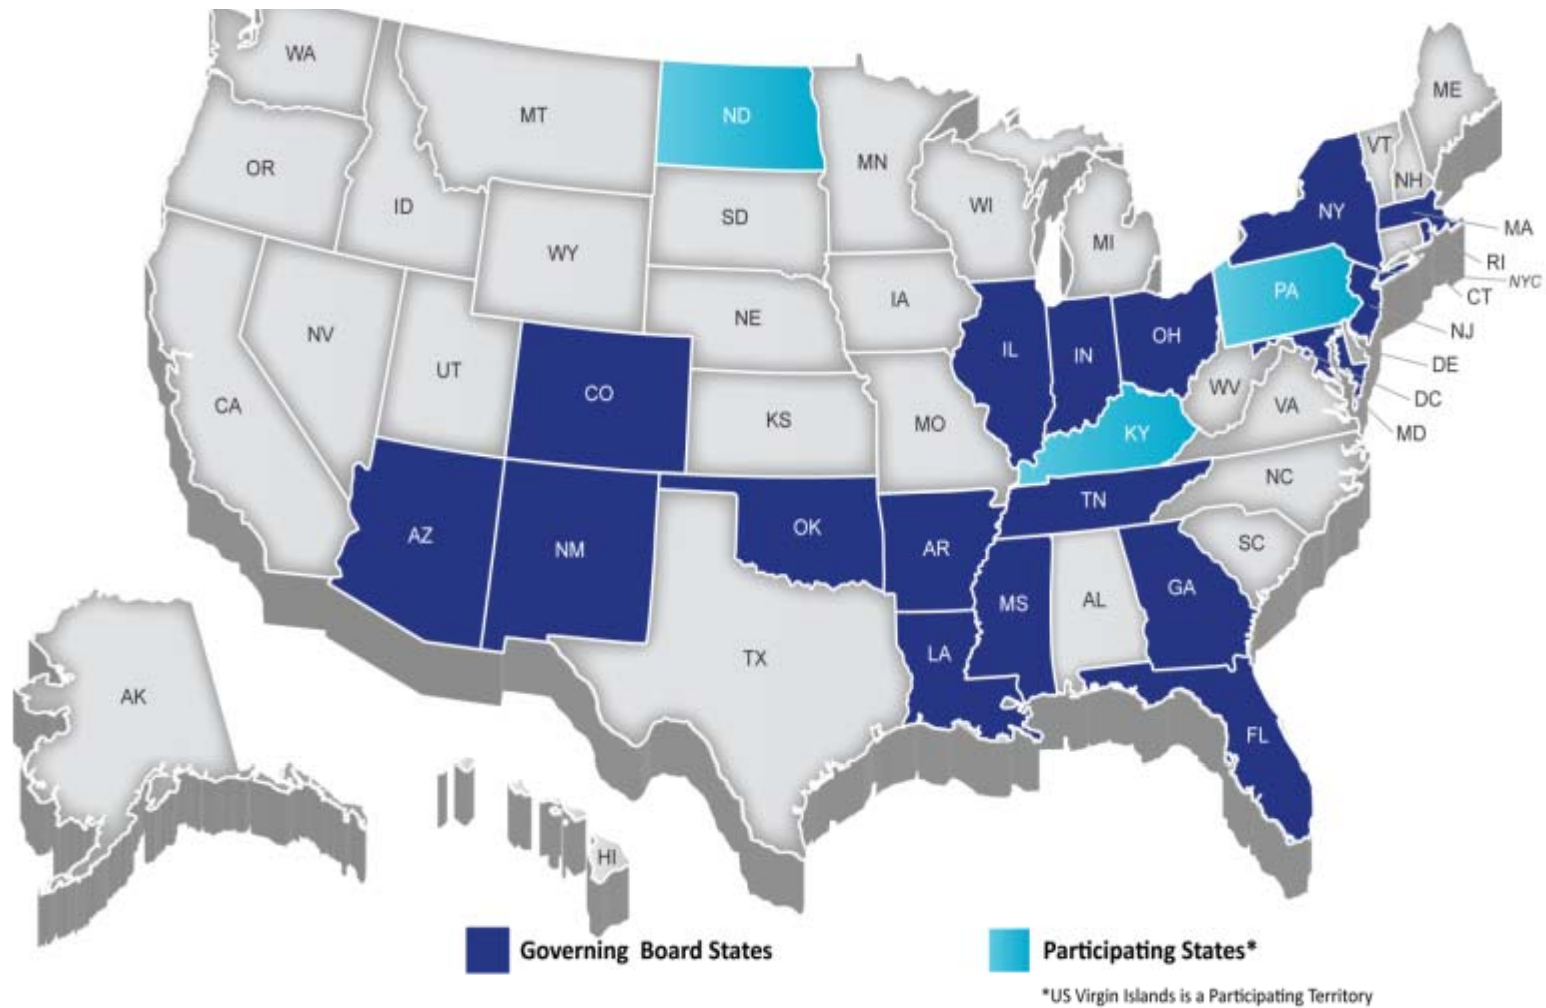 WA
MT
ND
MN
ME
VT
NH
OR
ID
SD
WI
NY
MA
WY
MI
RI
NYC
CT
IA
PA
NE
NV
NJ
IL
IN
OH
UT
DE
CO
WV
DC
CA
VA
KS
MO
KY
MD
NC
TN
AZ
NM
OK
AR
SC
MS
AL
GA
TX
LA
AK
FL
HI
Governing Board States
Participating States*
*US Virgin Islands is a Participating Territory